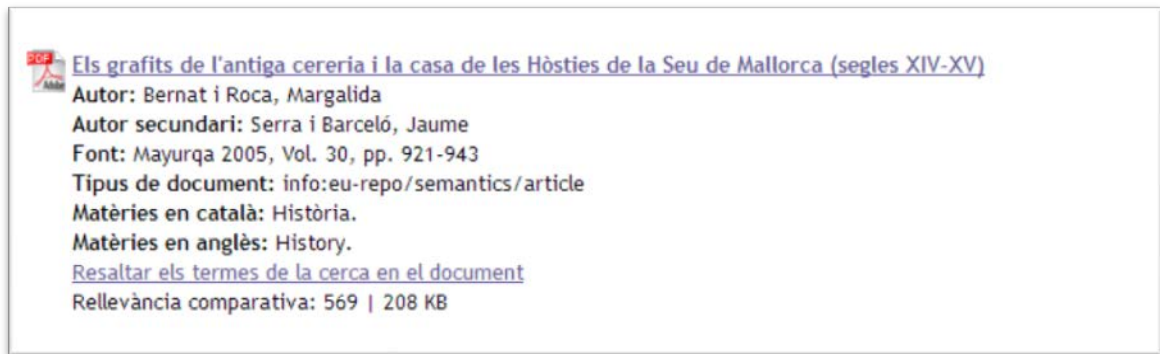 PDF
Adobe
Els grafits de l'antiga cereria i la casa de les Hòsties de la Seu de Mallorca (segles XIV-XV)
Autor: Bernat i Roca, Margalida
Autor secundari: Serra i Barceló, Jaume
Font: Mayurqa 2005, Vol. 30, pp. 921-943
Tipus de document: info:eu-repo/semantics/article
Matèries en català: Història.
Matèries en anglès: History.
Resaltar els termes de la cerca en el document
Rellevància comparativa: 569 | 208 KB